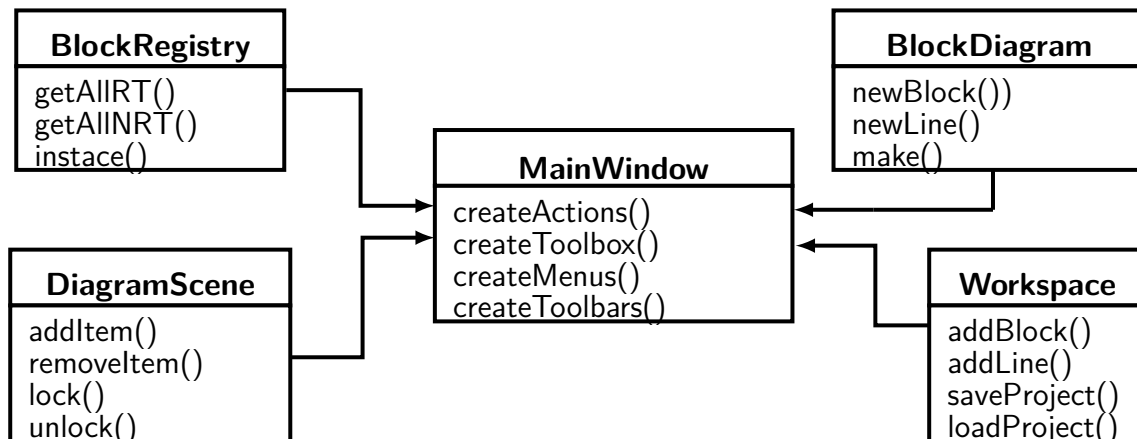 BlockRegistry
getAllRT()
getAllNRT()
instace()
BlockDiagram
newBlock())
newLine()
make()
MainWindow
createActions()
createToolbox()
createMenus()
createToolbars()
DiagramScene
addItem()
removeItem()
lock()
unlock()
Workspace
addBlock()
addLine()
saveProject()
loadProject()